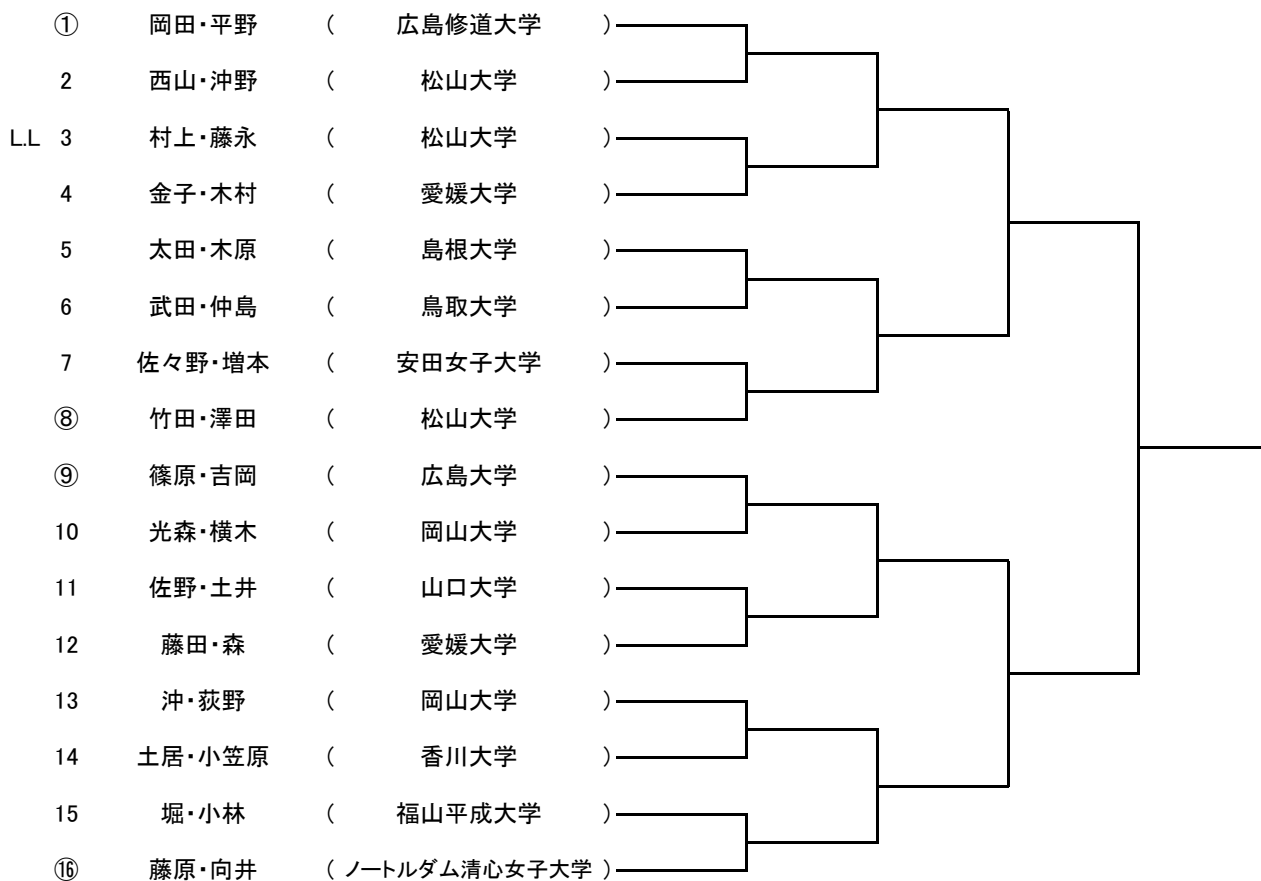 ① 岡田・平野 ( 広島修道大学 )
2 西山・沖野 ( 松山大学 )
L.L 3 村上・藤永 ( 松山大学 )
4 金子・木村 ( 愛媛大学 )
5 太田・木原 ( 島根大学 )
6 武田・仲島 ( 鳥取大学 )
7 佐々野・増本 ( 安田女子大学 )
⑧ 竹田・澤田 ( 松山大学 )
⑨ 篠原・吉岡 ( 広島大学 )
10 光森・横木 ( 岡山大学 )
11 佐野・土井 ( 山口大学 )
12 藤田・森 ( 愛媛大学 )
13 沖・荻野 ( 岡山大学 )
14 土居・小笠原 ( 香川大学 )
15 堀・小林 ( 福山平成大学 )
⑯ 藤原・向井 ( ノートルダム清心女子大学 )